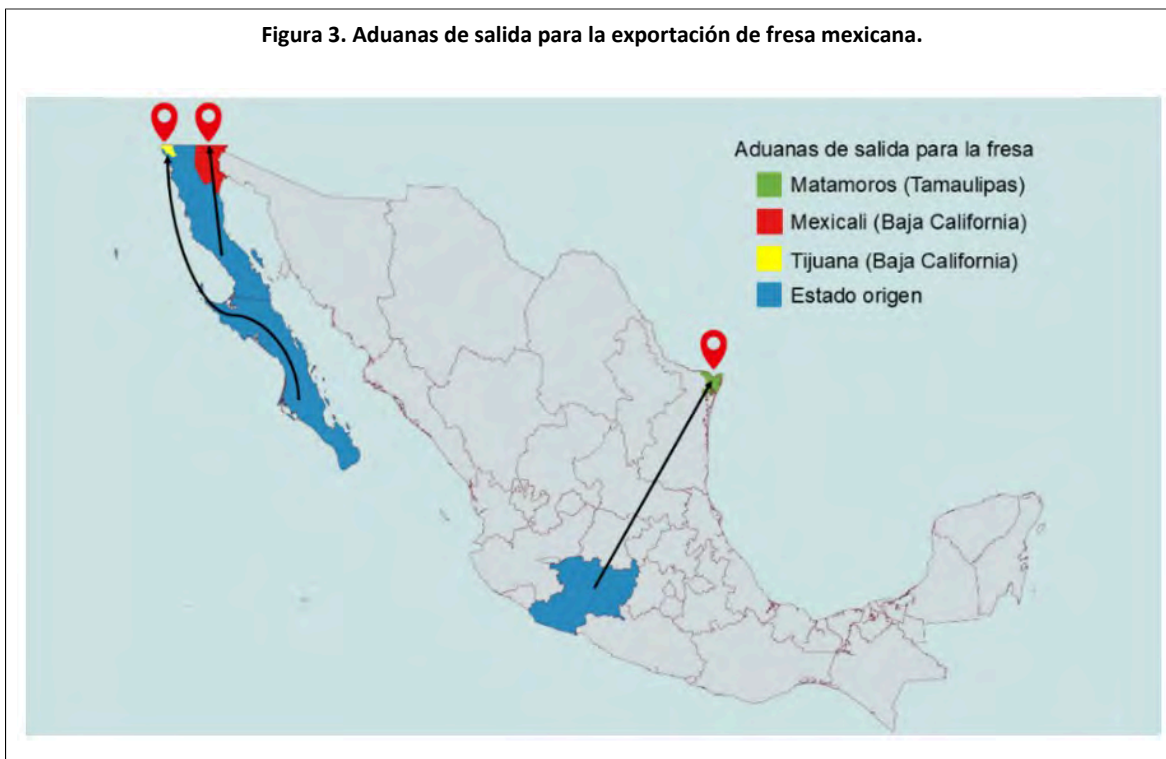 Figura 3. Aduanas de salida para la exportación de fresa mexicana.
Aduanas de salida para la fresa
Matamoros (Tamaulipas)
Mexicali (Baja California)
Tijuana (Baja California)
Estado origen